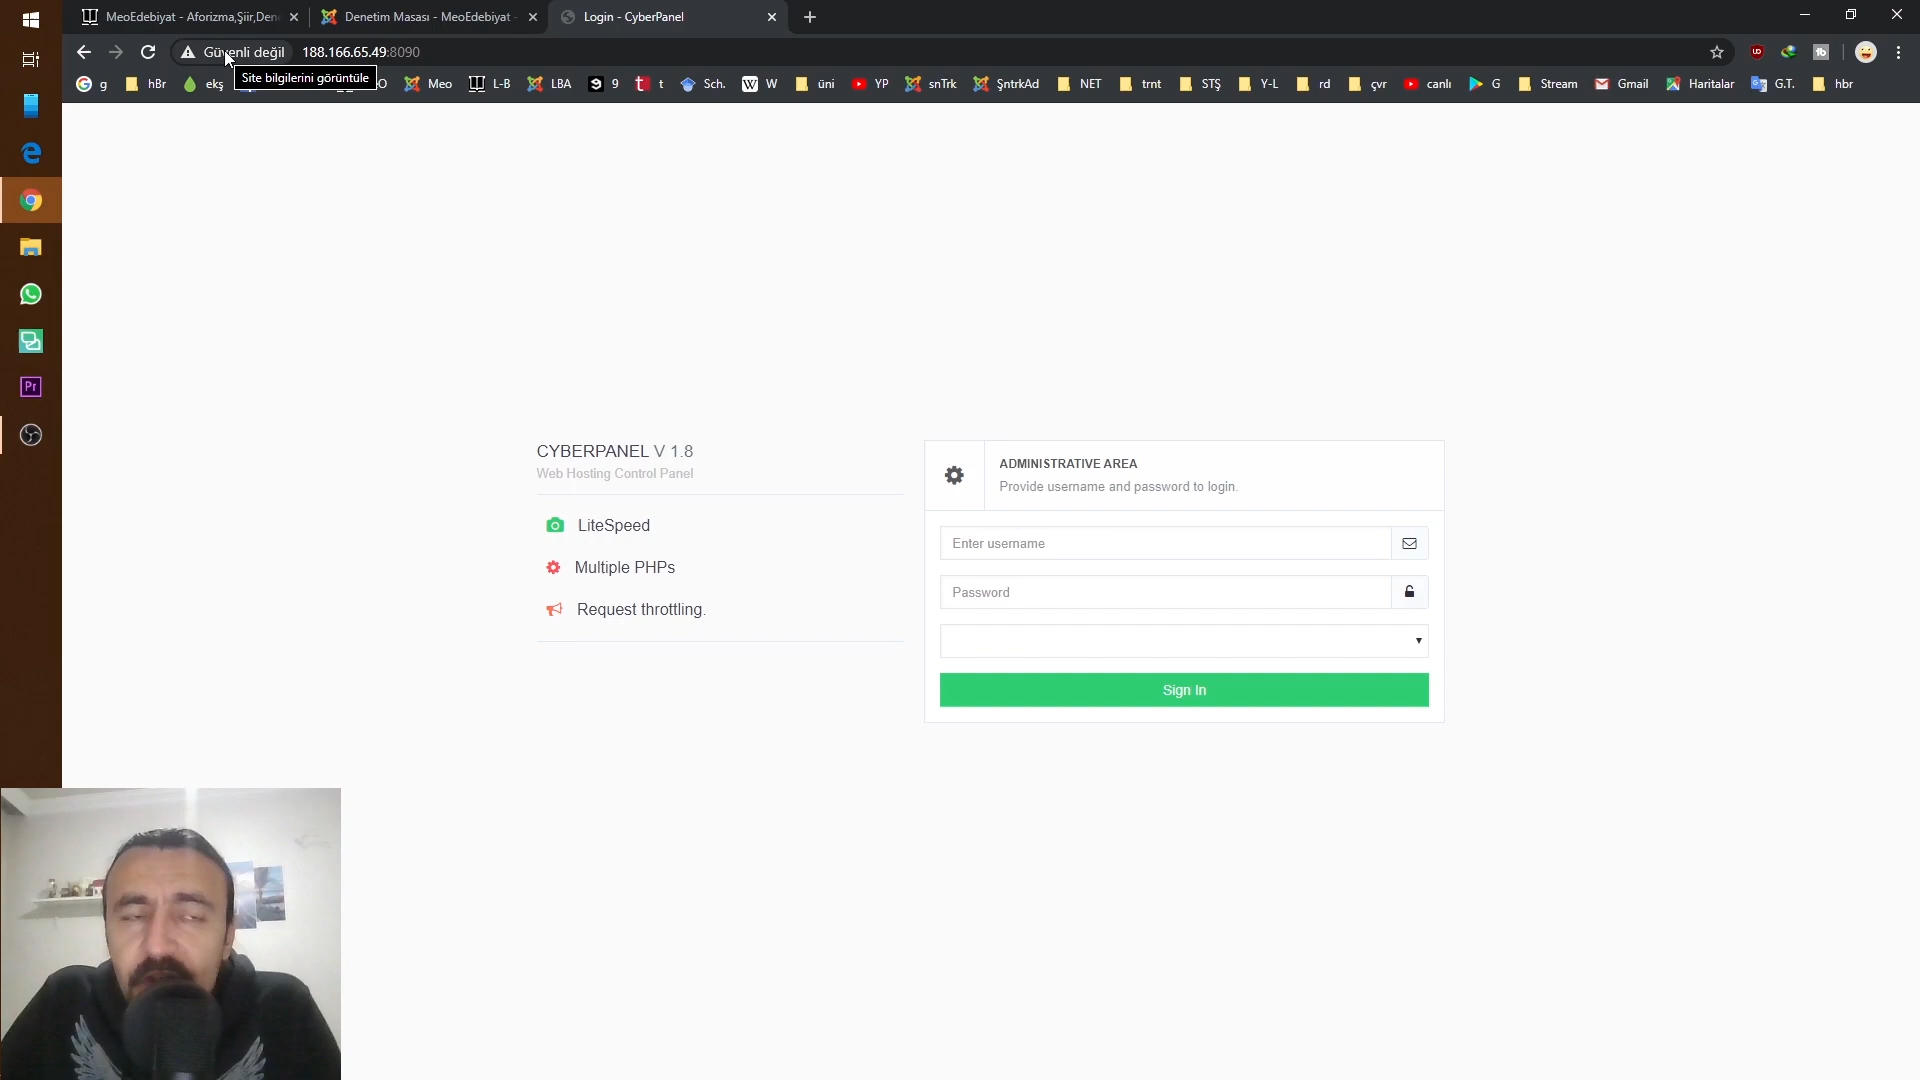 MeoEdebiyat - Aforizma,Şiir,Den
Denetim Masası - MeoEdebiyat -
Login - CyberPanel
Güvenli değil
188.166.65.49:8090
Site bilgilerini görüntüle
g
hBr
ekş
O
Meo
L-B
LBA
9
t
Sch.
W
üni
YP
snTrk
ŞntrkAd
NET
trnt
STŞ
Y-L
rd
çvr
canlı
G
Stream
Gmail
Haritalar
G.T.
hbr
CYBERPANEL V 1.8
Web Hosting Control Panel
LiteSpeed
Multiple PHPs
Request throttling.
ADMINISTRATIVE AREA
Provide username and password to login.
Enter username
Password
Sign In
Pr